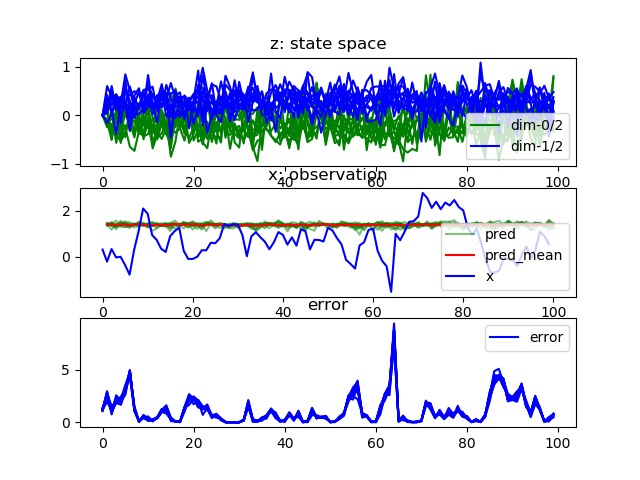 z: state space
1
0
−1
dim-0/2
dim-1/2
0 20 40 60 80 100
x: observation
2
0
pred
pred_mean
x
0 20 40 60 80 100
error
5
0
error
0 20 40 60 80 100